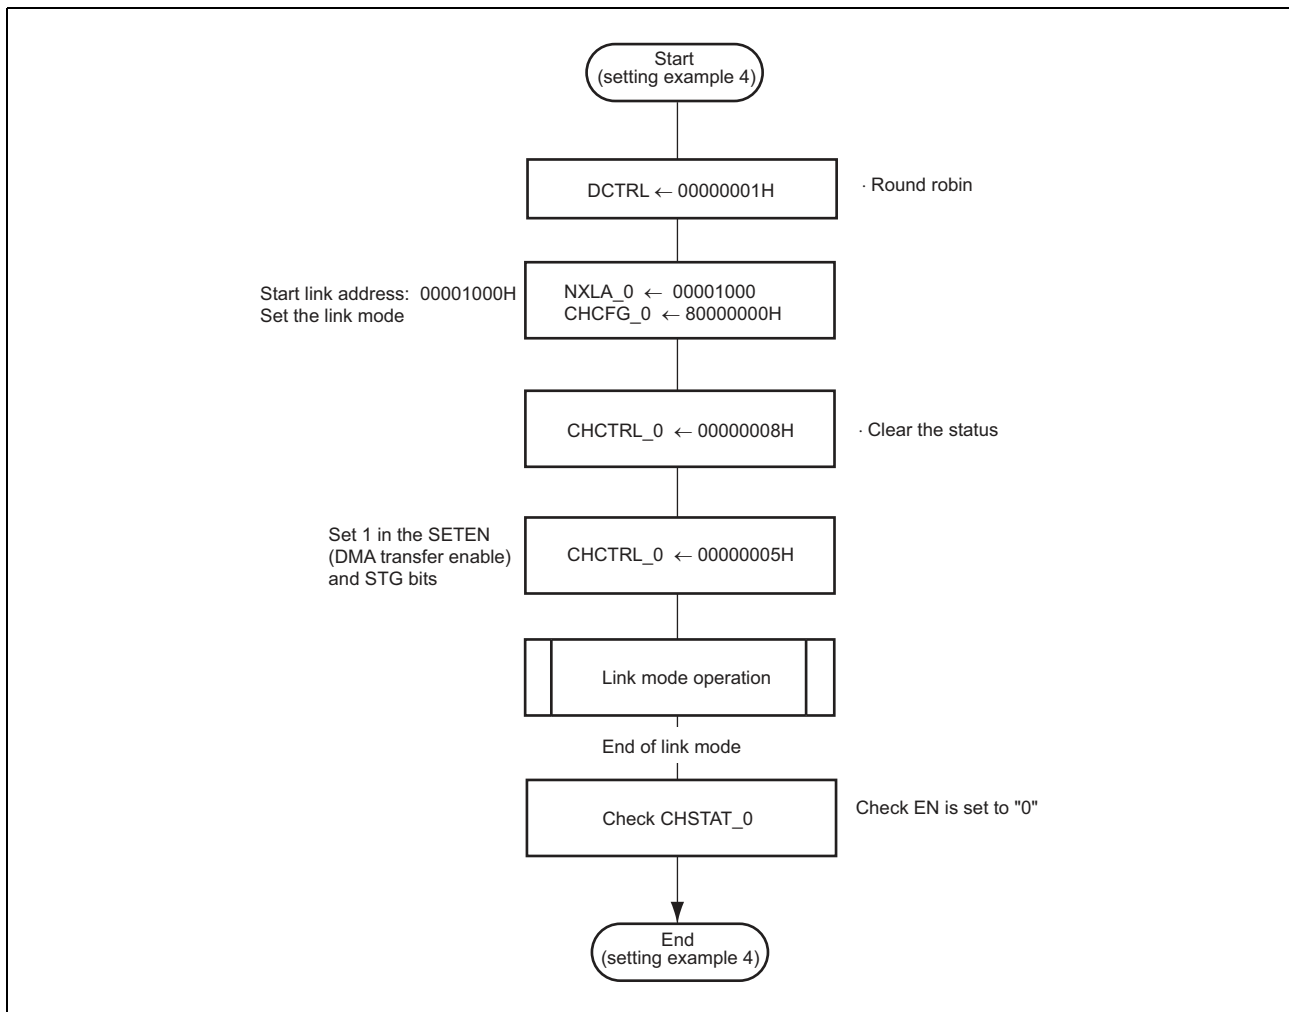 Start
(setting example 4)
DCTRL ← 00000001H
· Round robin
Start link address: 00001000H
Set the link mode
NXLA_0 ← 00001000
CHCFG_0 ← 80000000H
CHCTRL_0 ← 00000008H
· Clear the status
Set 1 in the SETEN
(DMA transfer enable)
and STG bits
CHCTRL_0 ← 00000005H
Link mode operation
End of link mode
Check CHSTAT_0
Check EN is set to "0"
End
(setting example 4)